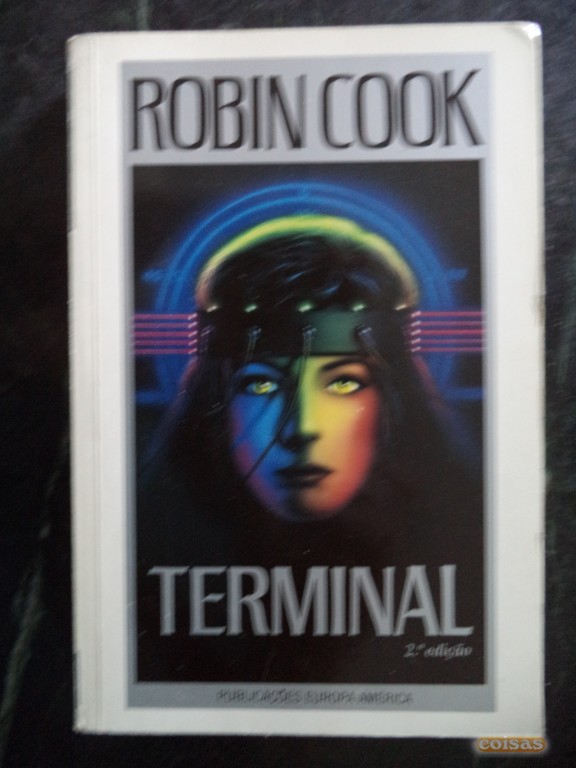 ROBIN COOK
TERMINAL
2.ª edição
PUBLICAÇÕES EUROPA-AMÉRICA
coisas